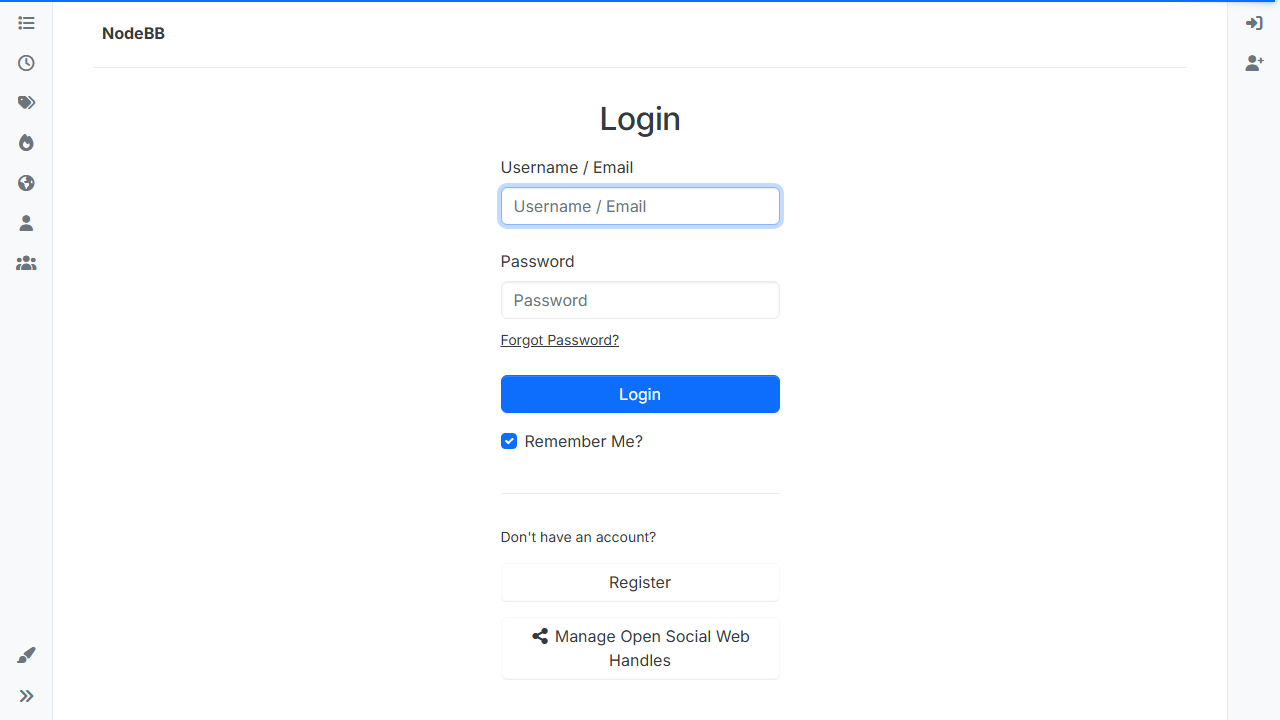 NodeBB
Login
Username / Email
Username / Email
Password
Password
Forgot Password?
Login
Remember Me?
Don't have an account?
Register
Manage Open Social Web
Handles